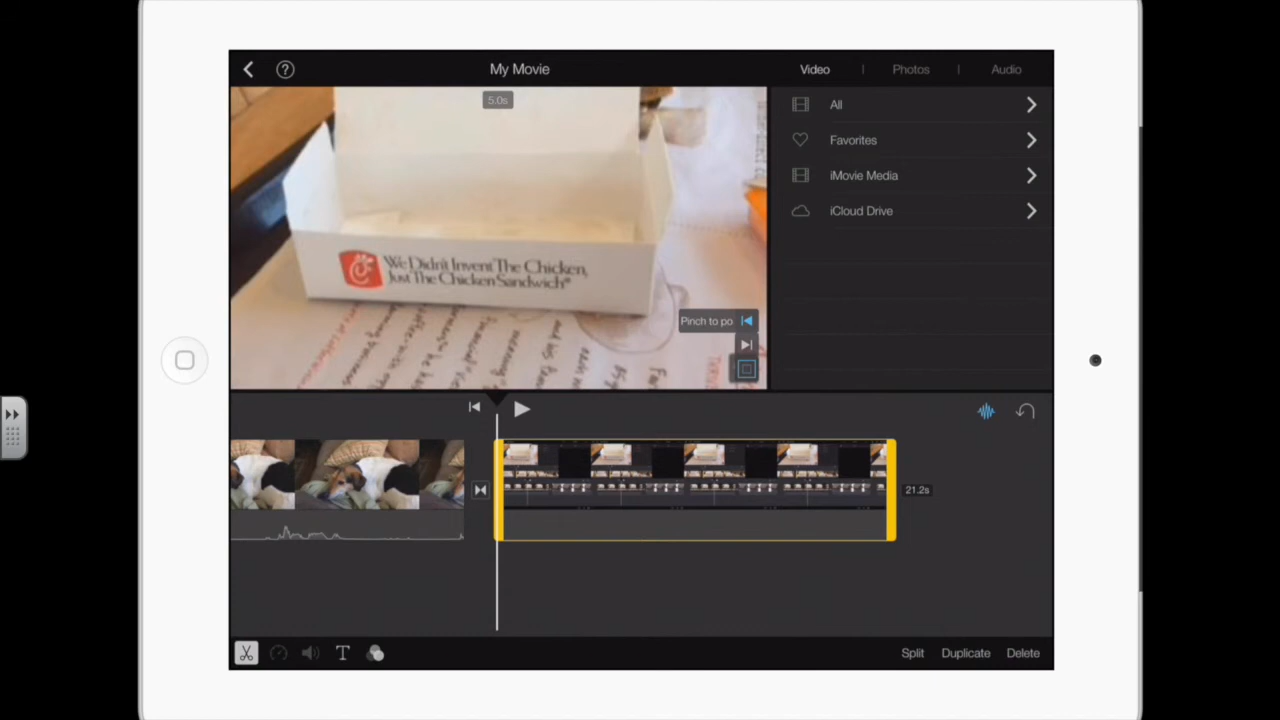 My Movie
Video
Photos
Audio
5.0s
All
Favorites
iMovie Media
iCloud Drive
We Didn't Invent The Chicken,
Just The Chicken Sandwich®
Pinch to po
21.2s
T
Split
Duplicate
Delete